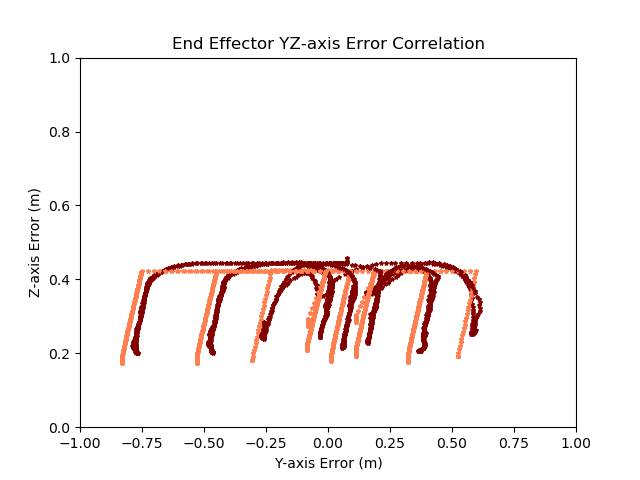 End Effector YZ-axis Error Correlation
1.0
0.8
0.6
0.4
0.2
0.0
Z-axis Error (m)
−1.00 −0.75 −0.50 −0.25 0.00 0.25 0.50 0.75 1.00
Y-axis Error (m)